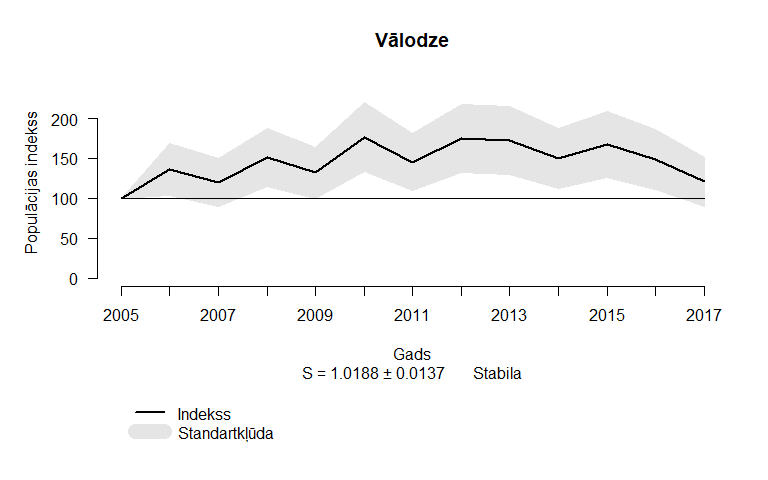 Vālodze
Populācijas indekss
200
150
100
50
0
2005 2007 2009 2011 2013 2015 2017
Gads
S = 1.0188 ± 0.0137 Stabila
Indekss
Standartkļūda